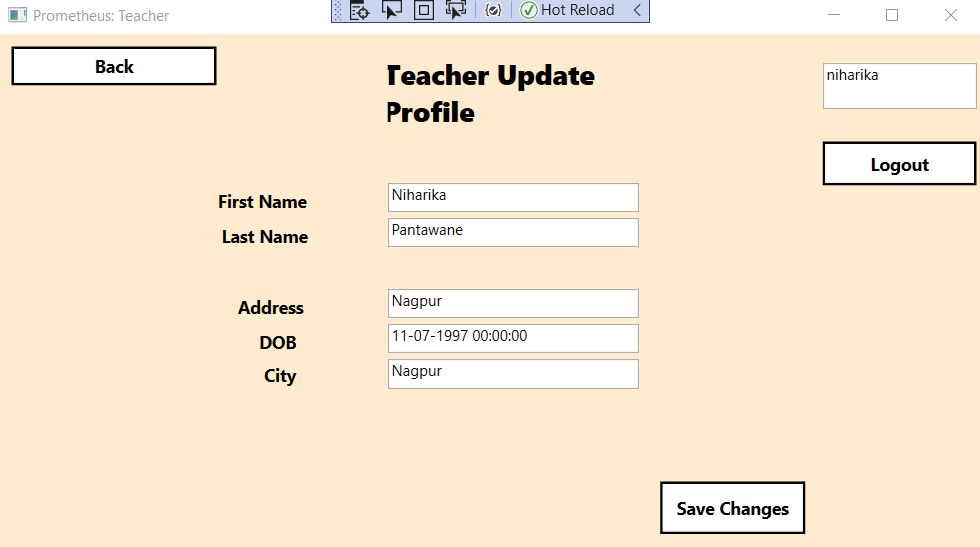 Prometheus: Teacher
Hot Reload
Back
Teacher Update
Profile
niharika
Logout
First Name
Niharika
Last Name
Pantawane
Address
Nagpur
DOB
11-07-1997 00:00:00
City
Nagpur
Save Changes